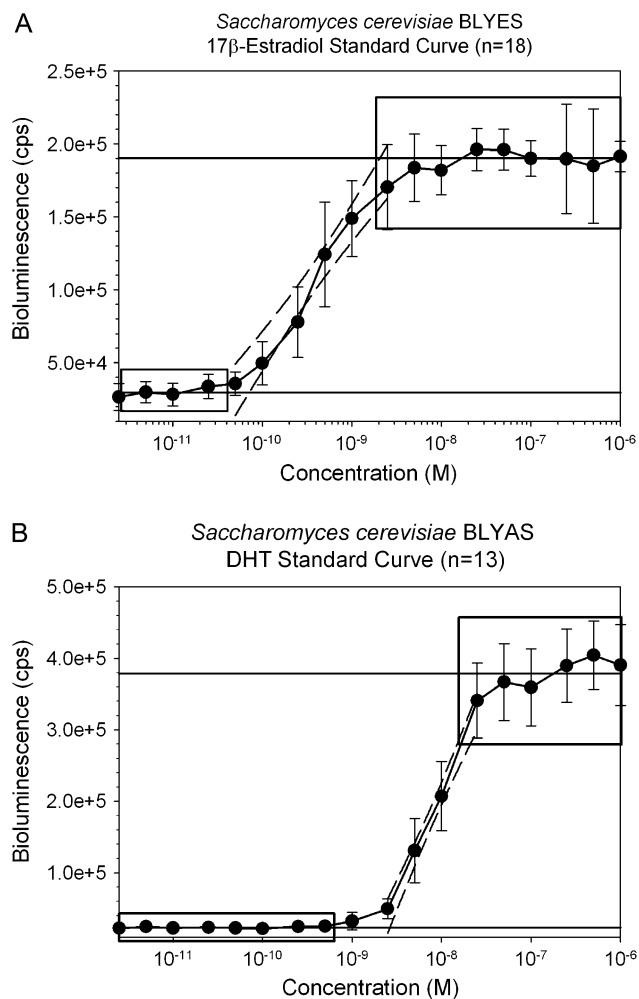 A
Saccharomyces cerevisiae BLYES
17β-Estradiol Standard Curve (n=18)
Bioluminescence (cps)
2.5e+5
2.0e+5
1.5e+5
1.0e+5
5.0e+4
10-11 10-10 10-9 10-8 10-7 10-6
Concentration (M)
B
Saccharomyces cerevisiae BLYAS
DHT Standard Curve (n=13)
Bioluminescence (cps)
5.0e+5
4.0e+5
3.0e+5
2.0e+5
1.0e+5
10-11 10-10 10-9 10-8 10-7 10-6
Concentration (M)